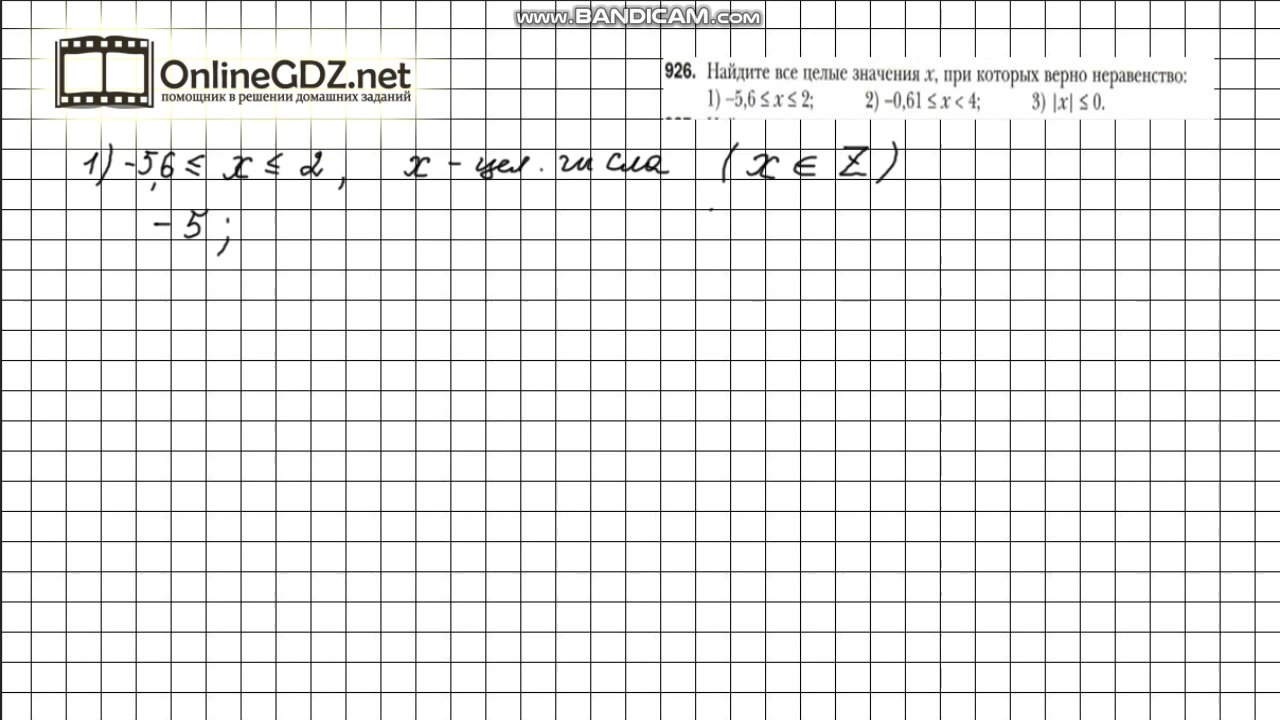 www.BANDICAM.com
OnlineGDZ.net
помощник в решении домашних заданий
926. Найдите все целые значения x, при которых верно неравенство:
1) –5,6 ≤ x ≤ 2; 2) –0,61 ≤ x < 4; 3) |x| ≤ 0.
1) -5,6 ≤ x ≤ 2, x - цел. числа (x ∈ Z)
-5;